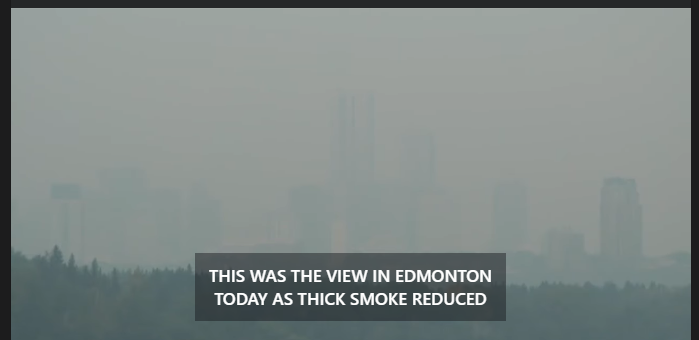 THIS WAS THE VIEW IN EDMONTON
TODAY AS THICK SMOKE REDUCED